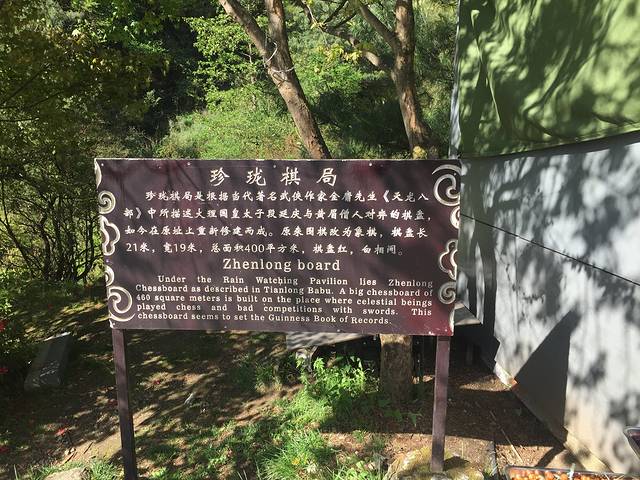 珍珑棋局
珍珑棋局是根据当代著名武侠作家金庸先生《天龙八
部》中所描述大理国皇太子段延庆与黄眉僧人对弈的棋盘,
如今在原址上重新修建而成。原来围棋改为象棋,棋盘长
21米,宽19米,总面积400平方米,棋盘红,白相间。
Zhenlong board
Under the Rain Watching Pavilion ljes Zhenlong
Chessboard as described in Tianlong Babu. A big chessboard of
460 square meters is built on the place where celestial beings
played chess and bad competitions with swords. This
chessboard seems to set the Guinness Book of Records.